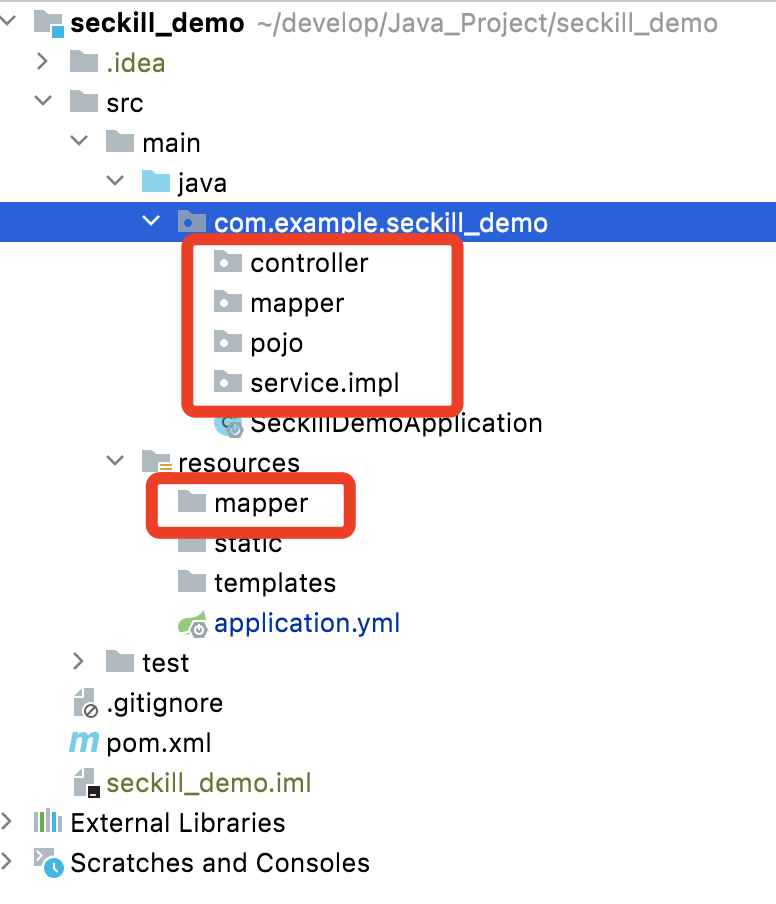 seckill_demo ~/develop/Java_Project/seckill_demo
.idea
src
main
java
com.example.seckill_demo
controller
mapper
pojo
service.impl
SeckillDemoApplication
resources
mapper
static
templates
application.yml
test
.gitignore
pom.xml
seckill_demo.iml
External Libraries
Scratches and Consoles